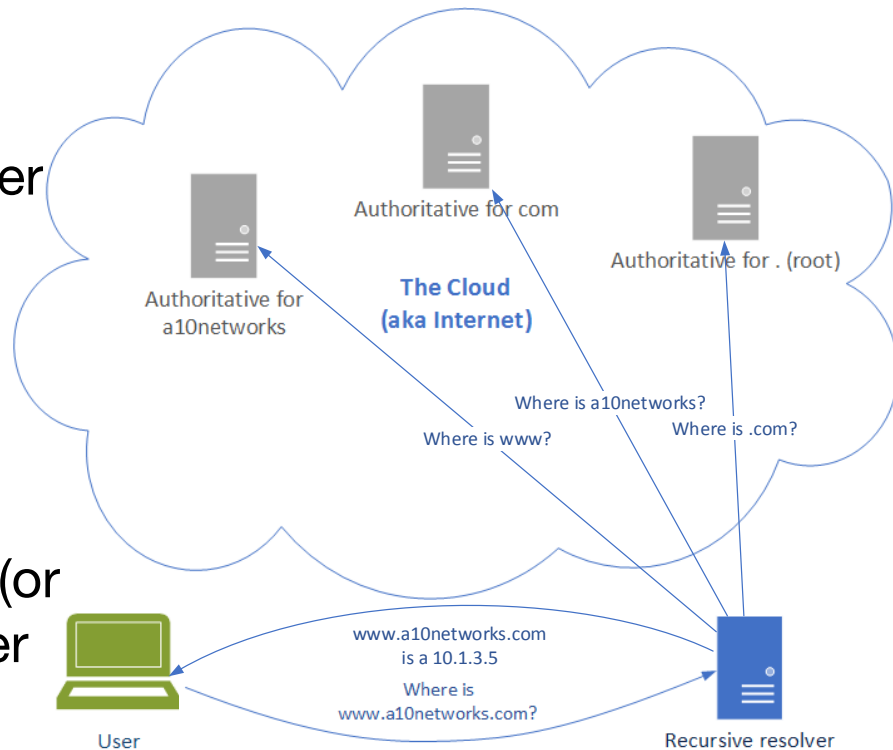 er
Authoritative for com
Authoritative for . (root)
Authoritative for
a10networks
The Cloud
(aka Internet)
Where is a10networks?
Where is .com?
Where is www?
(or
er
www.a10networks.com
is a 10.1.3.5
Where is
www.a10networks.com?
User
Recursive resolver